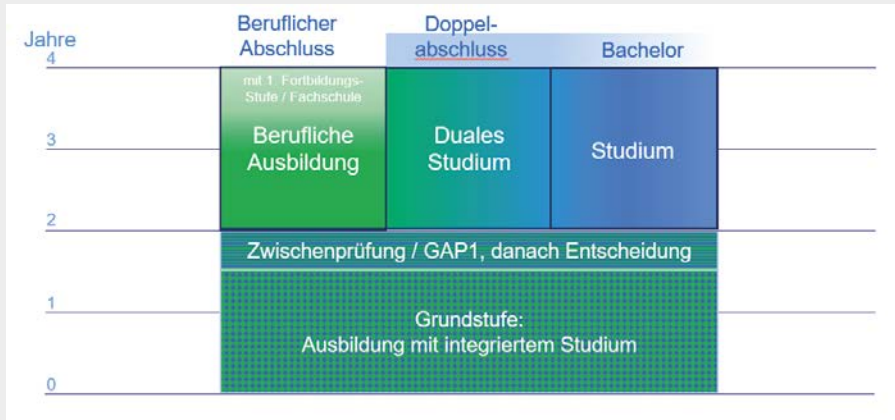 Jahre
Beruflicher
Abschluss
Doppel-
abschluss
Bachelor
4
mit 1. Fortbildungs-
Stufe / Fachschule
Berufliche
Ausbildung
Duales
Studium
Studium
3
2
Zwischenprüfung / GAP1, danach Entscheidung
1
Grundstufe:
Ausbildung mit integriertem Studium
0